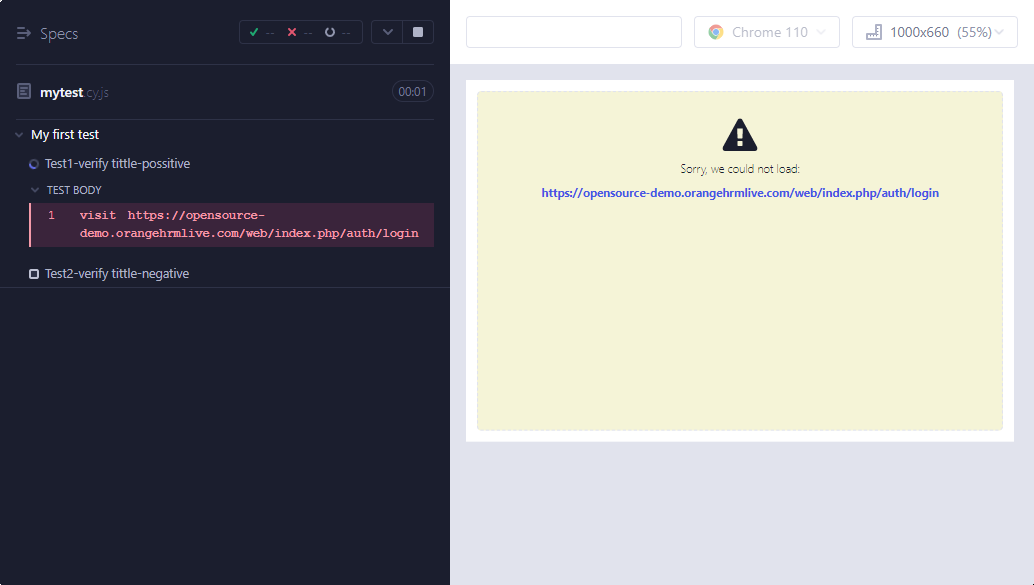 Specs
-- -- --
mytest.cy.js
00:01
My first test
Test1-verify tittle-possitive
TEST BODY
1 visit https://opensource-
demo.orangehrmlive.com/web/index.php/auth/login
Test2-verify tittle-negative
Chrome 110
1000x660 (55%)
Sorry, we could not load:
https://opensource-demo.orangehrmlive.com/web/index.php/auth/login